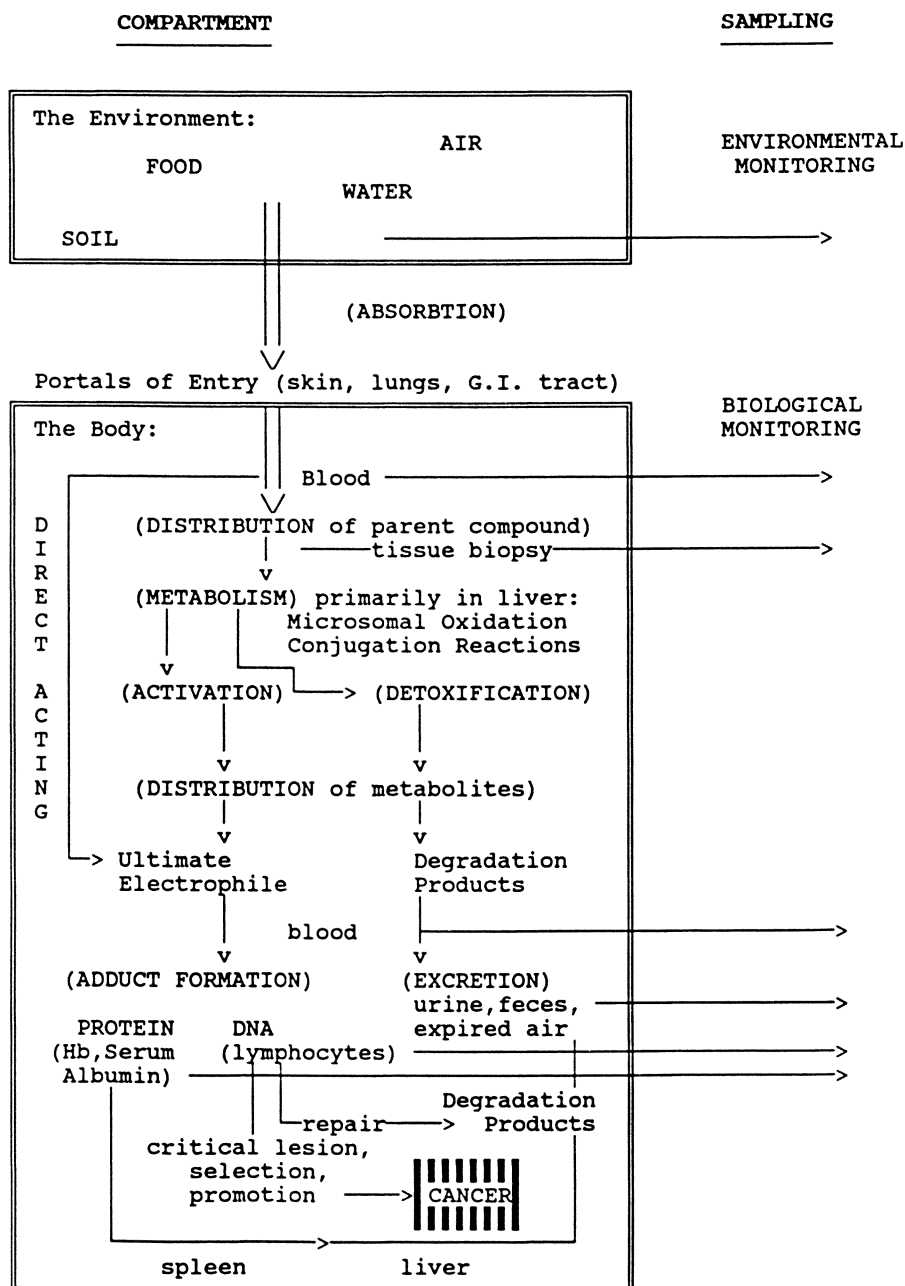 COMPARTMENT SAMPLING
The Environment:
AIR
ENVIRONMENTAL
FOOD MONITORING
WATER
SOIL
(ABSORBTION)
Portals of Entry (skin, lungs, G.I. tract)
BIOLOGICAL
The Body: MONITORING
Blood
DIRECT ACTING
(DISTRIBUTION of parent compound)
tissue biopsy
(METABOLISM) primarily in liver:
Microsomal Oxidation
Conjugation Reactions
(ACTIVATION) (DETOXIFICATION)
(DISTRIBUTION of metabolites)
Ultimate Degradation
Electrophile Products
blood
(ADDUCT FORMATION) (EXCRETION)
urine,feces,
PROTEIN DNA expired air
(Hb,Serum (lymphocytes)
Albumin)
Degradation
repair Products
critical lesion,
selection,
promotion CANCER
spleen liver